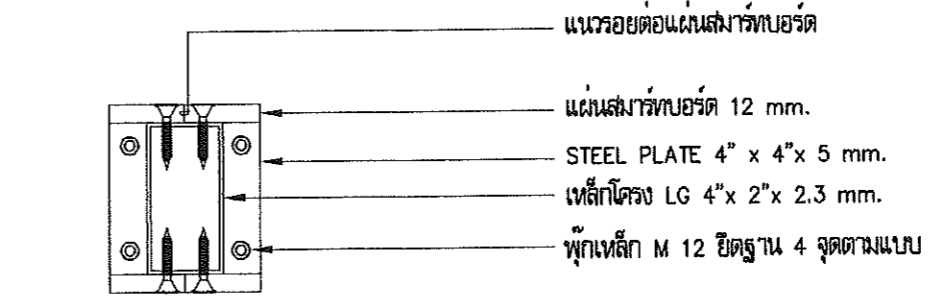 แนวรอยต่อแผ่นสมาร์ทบอร์ด
แผ่นสมาร์ทบอร์ด 12 mm.
STEEL PLATE 4" x 4"x 5 mm.
เหล็กโครง LG 4"x 2"x 2.3 mm.
พุ๊กเหล็ก M 12 ยึดฐาน 4 จุดตามแบบ